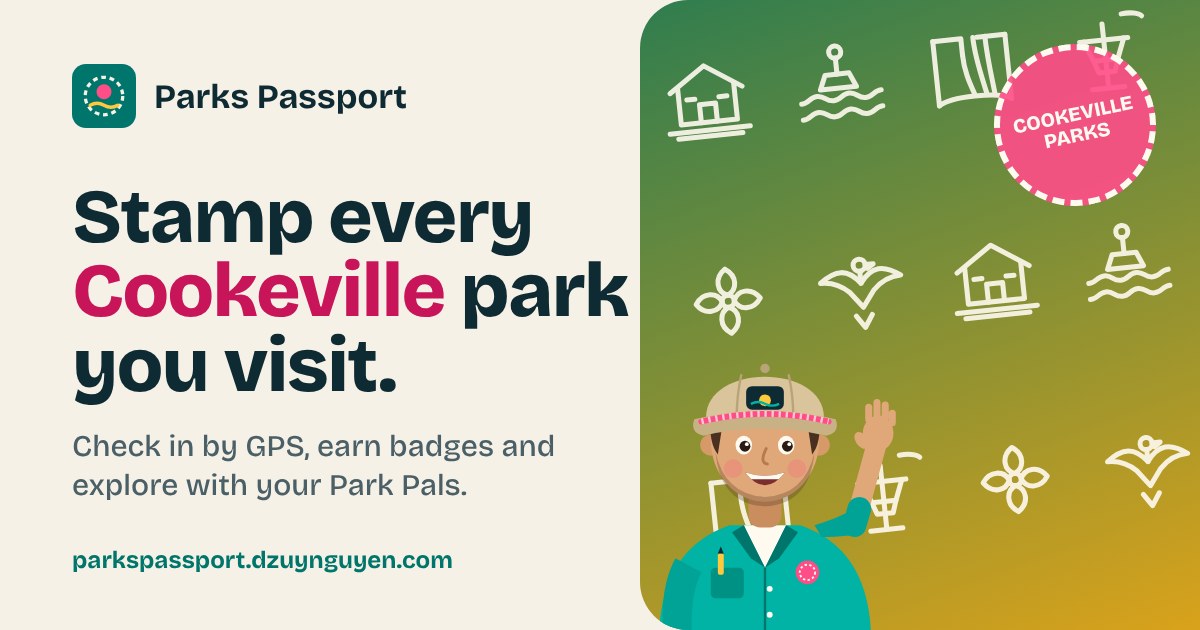 Parks Passport
Stamp every
Cookeville park
you visit.
Check in by GPS, earn badges and
explore with your Park Pals.
parkspassport.dzuynguyen.com
COOKEVILLE
PARKS